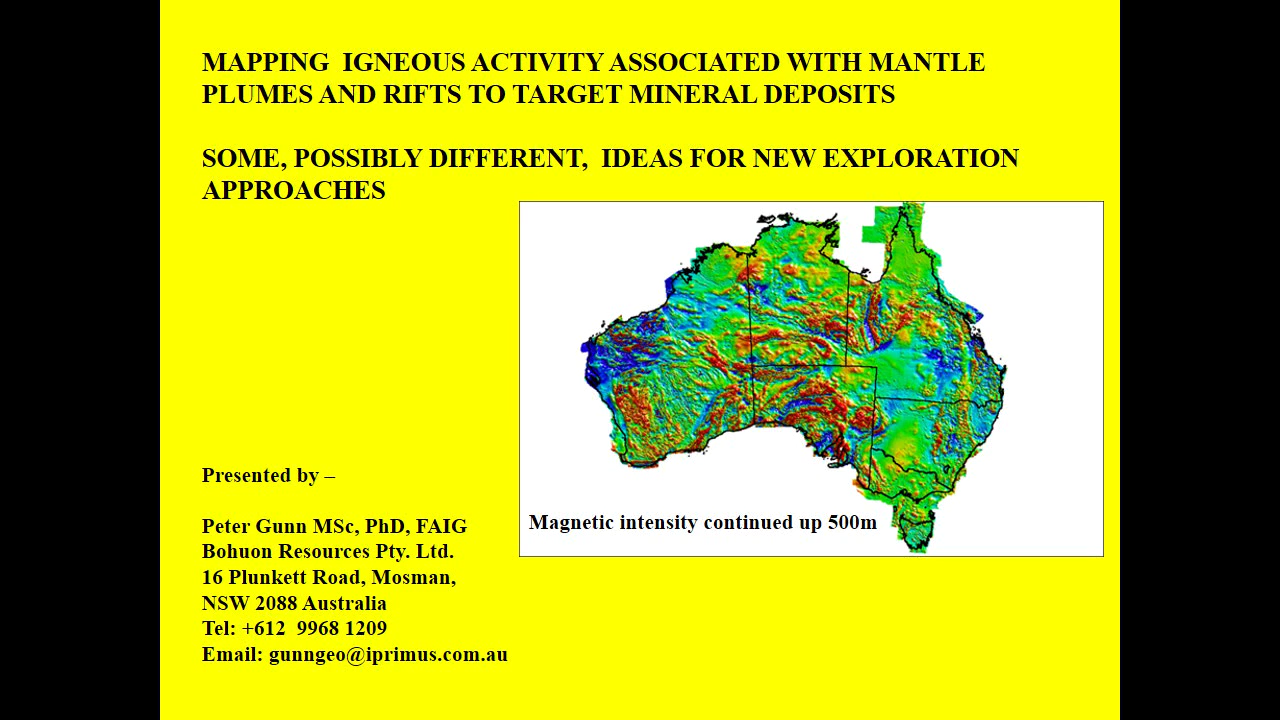 MAPPING IGNEOUS ACTIVITY ASSOCIATED WITH MANTLE
PLUMES AND RIFTS TO TARGET MINERAL DEPOSITS
SOME, POSSIBLY DIFFERENT, IDEAS FOR NEW EXPLORATION
APPROACHES
Magnetic intensity continued up 500m
Presented by –
Peter Gunn MSc, PhD, FAIG
Bohuon Resources Pty. Ltd.
16 Plunkett Road, Mosman,
NSW 2088 Australia
Tel: +612 9968 1209
Email: gunngeo@iprimus.com.au